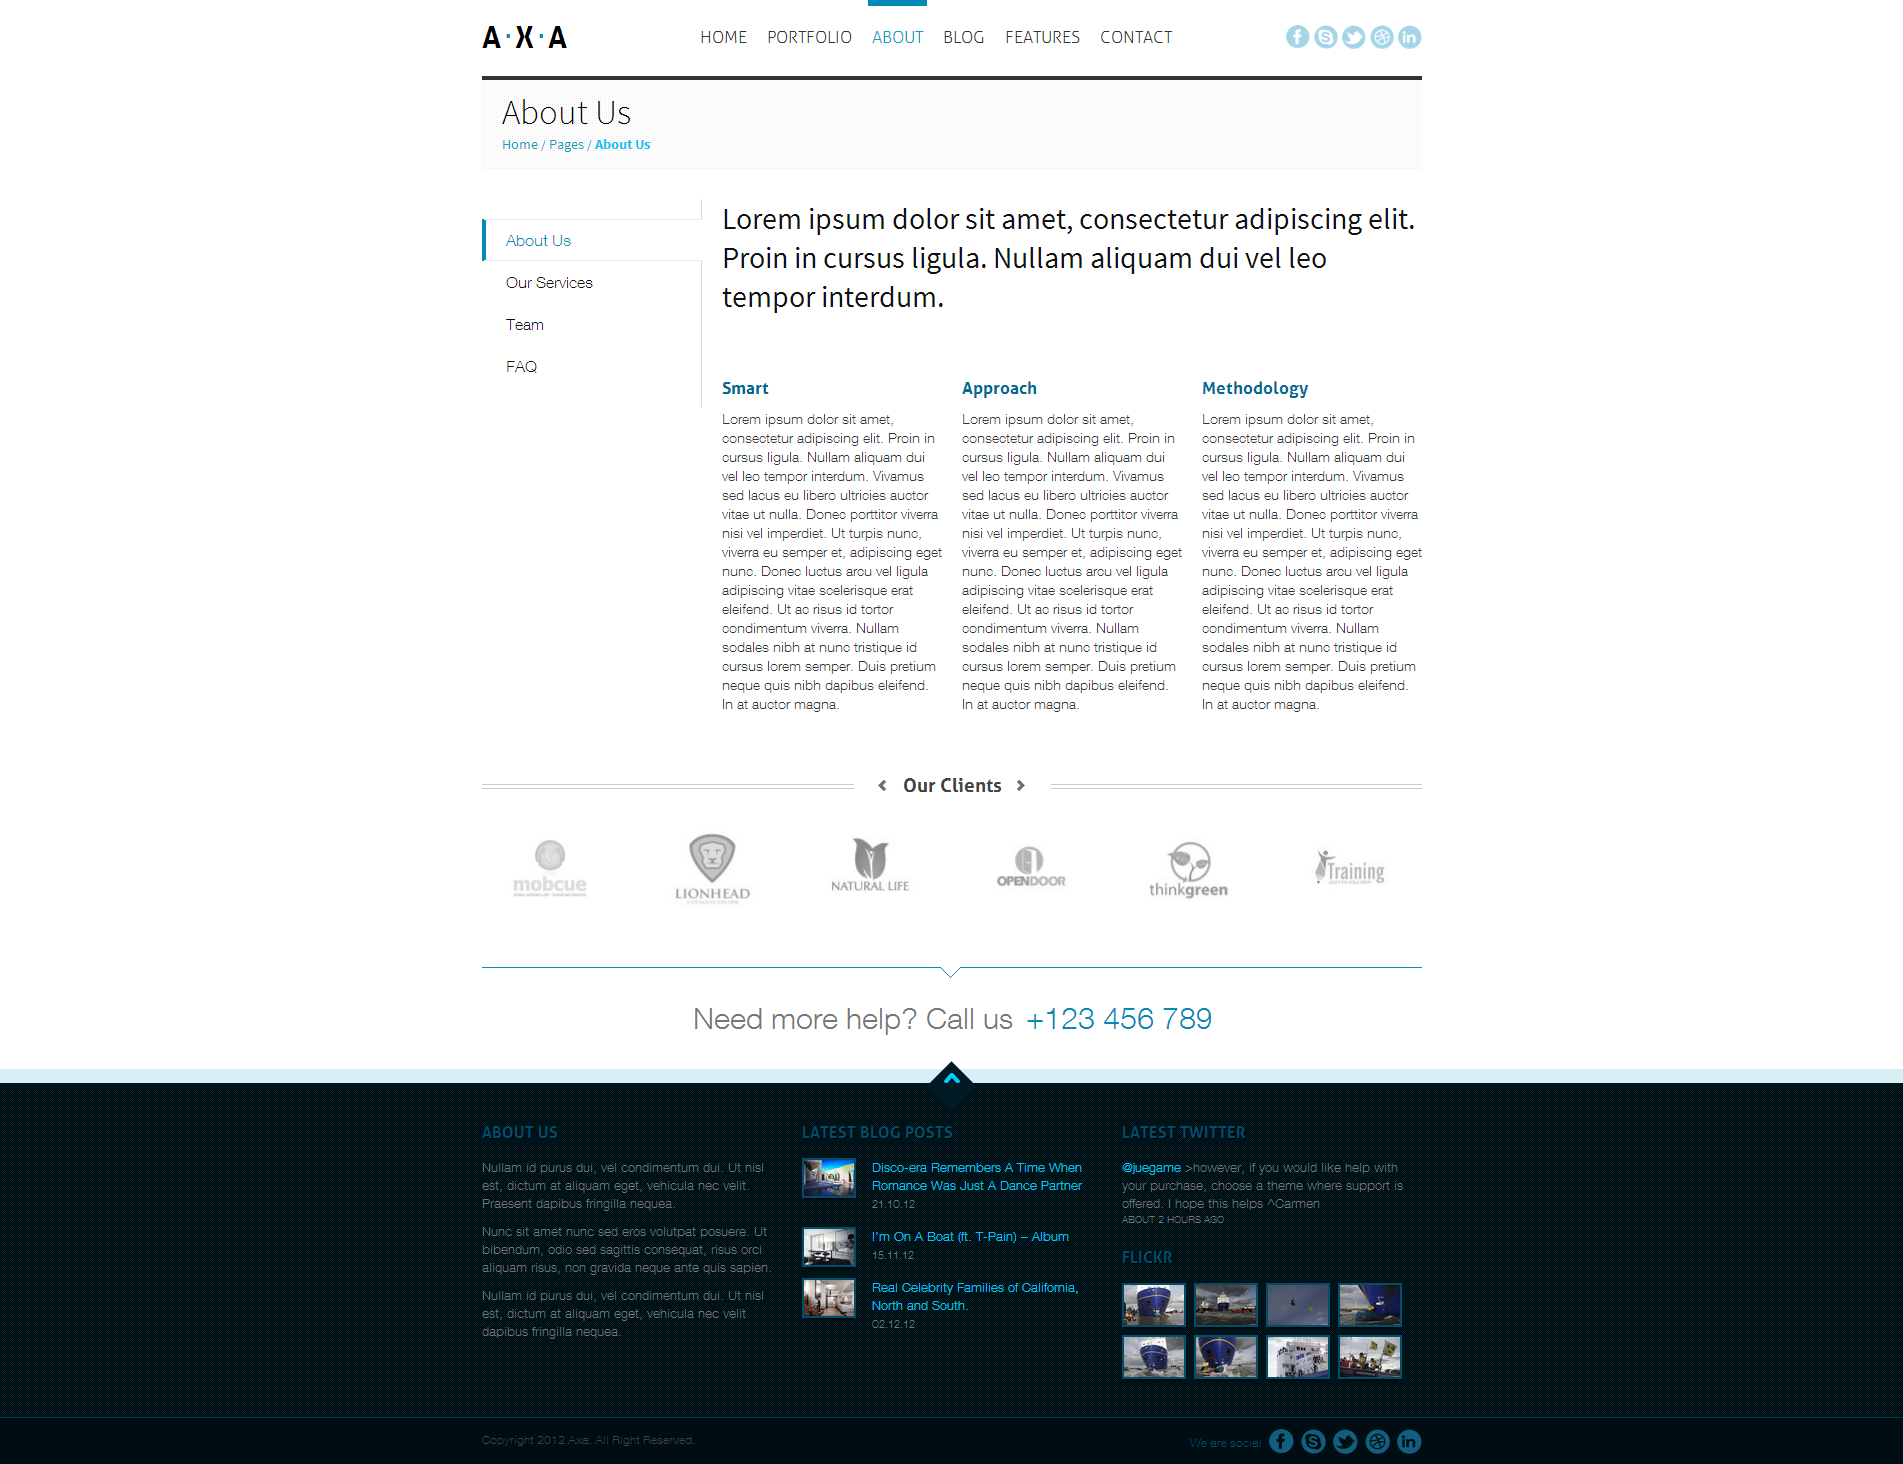 A·X·A
HOME PORTFOLIO ABOUT BLOG FEATURES CONTACT
About Us
Home / Pages / About Us
About Us
Our Services
Team
FAQ
Lorem ipsum dolor sit amet, consectetur adipiscing elit.
Proin in cursus ligula. Nullam aliquam dui vel leo
tempor interdum.
Smart
Lorem ipsum dolor sit amet,
consectetur adipiscing elit. Proin in
cursus ligula. Nullam aliquam dui
vel leo tempor interdum. Vivamus
sed lacus eu libero ultricies auctor
vitae ut nulla. Donec porttitor viverra
nisi vel imperdiet. Ut turpis nunc,
viverra eu semper et, adipiscing eget
nunc. Donec luctus arcu vel ligula
adipiscing vitae scelerisque erat
eleifend. Ut ac risus id tortor
condimentum viverra. Nullam
sodales nibh at nunc tristique id
cursus lorem semper. Duis pretium
neque quis nibh dapibus eleifend.
In at auctor magna.
Approach
Lorem ipsum dolor sit amet,
consectetur adipiscing elit. Proin in
cursus ligula. Nullam aliquam dui
vel leo tempor interdum. Vivamus
sed lacus eu libero ultricies auctor
vitae ut nulla. Donec porttitor viverra
nisi vel imperdiet. Ut turpis nunc,
viverra eu semper et, adipiscing eget
nunc. Donec luctus arcu vel ligula
adipiscing vitae scelerisque erat
eleifend. Ut ac risus id tortor
condimentum viverra. Nullam
sodales nibh at nunc tristique id
cursus lorem semper. Duis pretium
neque quis nibh dapibus eleifend.
In at auctor magna.
Methodology
Lorem ipsum dolor sit amet,
consectetur adipiscing elit. Proin in
cursus ligula. Nullam aliquam dui
vel leo tempor interdum. Vivamus
sed lacus eu libero ultricies auctor
vitae ut nulla. Donec porttitor viverra
nisi vel imperdiet. Ut turpis nunc,
viverra eu semper et, adipiscing eget
nunc. Donec luctus arcu vel ligula
adipiscing vitae scelerisque erat
eleifend. Ut ac risus id tortor
condimentum viverra. Nullam
sodales nibh at nunc tristique id
cursus lorem semper. Duis pretium
neque quis nibh dapibus eleifend.
In at auctor magna.
Our Clients
mobcue
LIONHEAD
NATURAL LIFE
OPENDOOR
thinkgreen
Training
Need more help? Call us +123 456 789
ABOUT US
Nullam id purus dui, vel condimentum dui. Ut nisl
est, dictum at aliquam eget, vehicula nec velit.
Praesent dapibus fringilla nequea.
Nunc sit amet nunc sed eros volutpat posuere. Ut
bibendum, odio sed sagittis consequat, risus orci
aliquam risus, non gravida neque ante quis sapien.
Nullam id purus dui, vel condimentum dui. Ut nisl
est, dictum at aliquam eget, vehicula nec velit
dapibus fringilla nequea.
LATEST BLOG POSTS
Disco-era Remembers A Time When
Romance Was Just A Dance Partner
21.10.12
I'm On A Boat (ft. T-Pain) – Album
15.11.12
Real Celebrity Families of California,
North and South.
02.12.12
LATEST TWITTER
@juegame >however, if you would like help with
your purchase, choose a theme where support is
offered. I hope this helps ^Carmen
ABOUT 2 HOURS AGO
FLICKR
Copyright 2012 Axa. All Right Reserved.
We are social